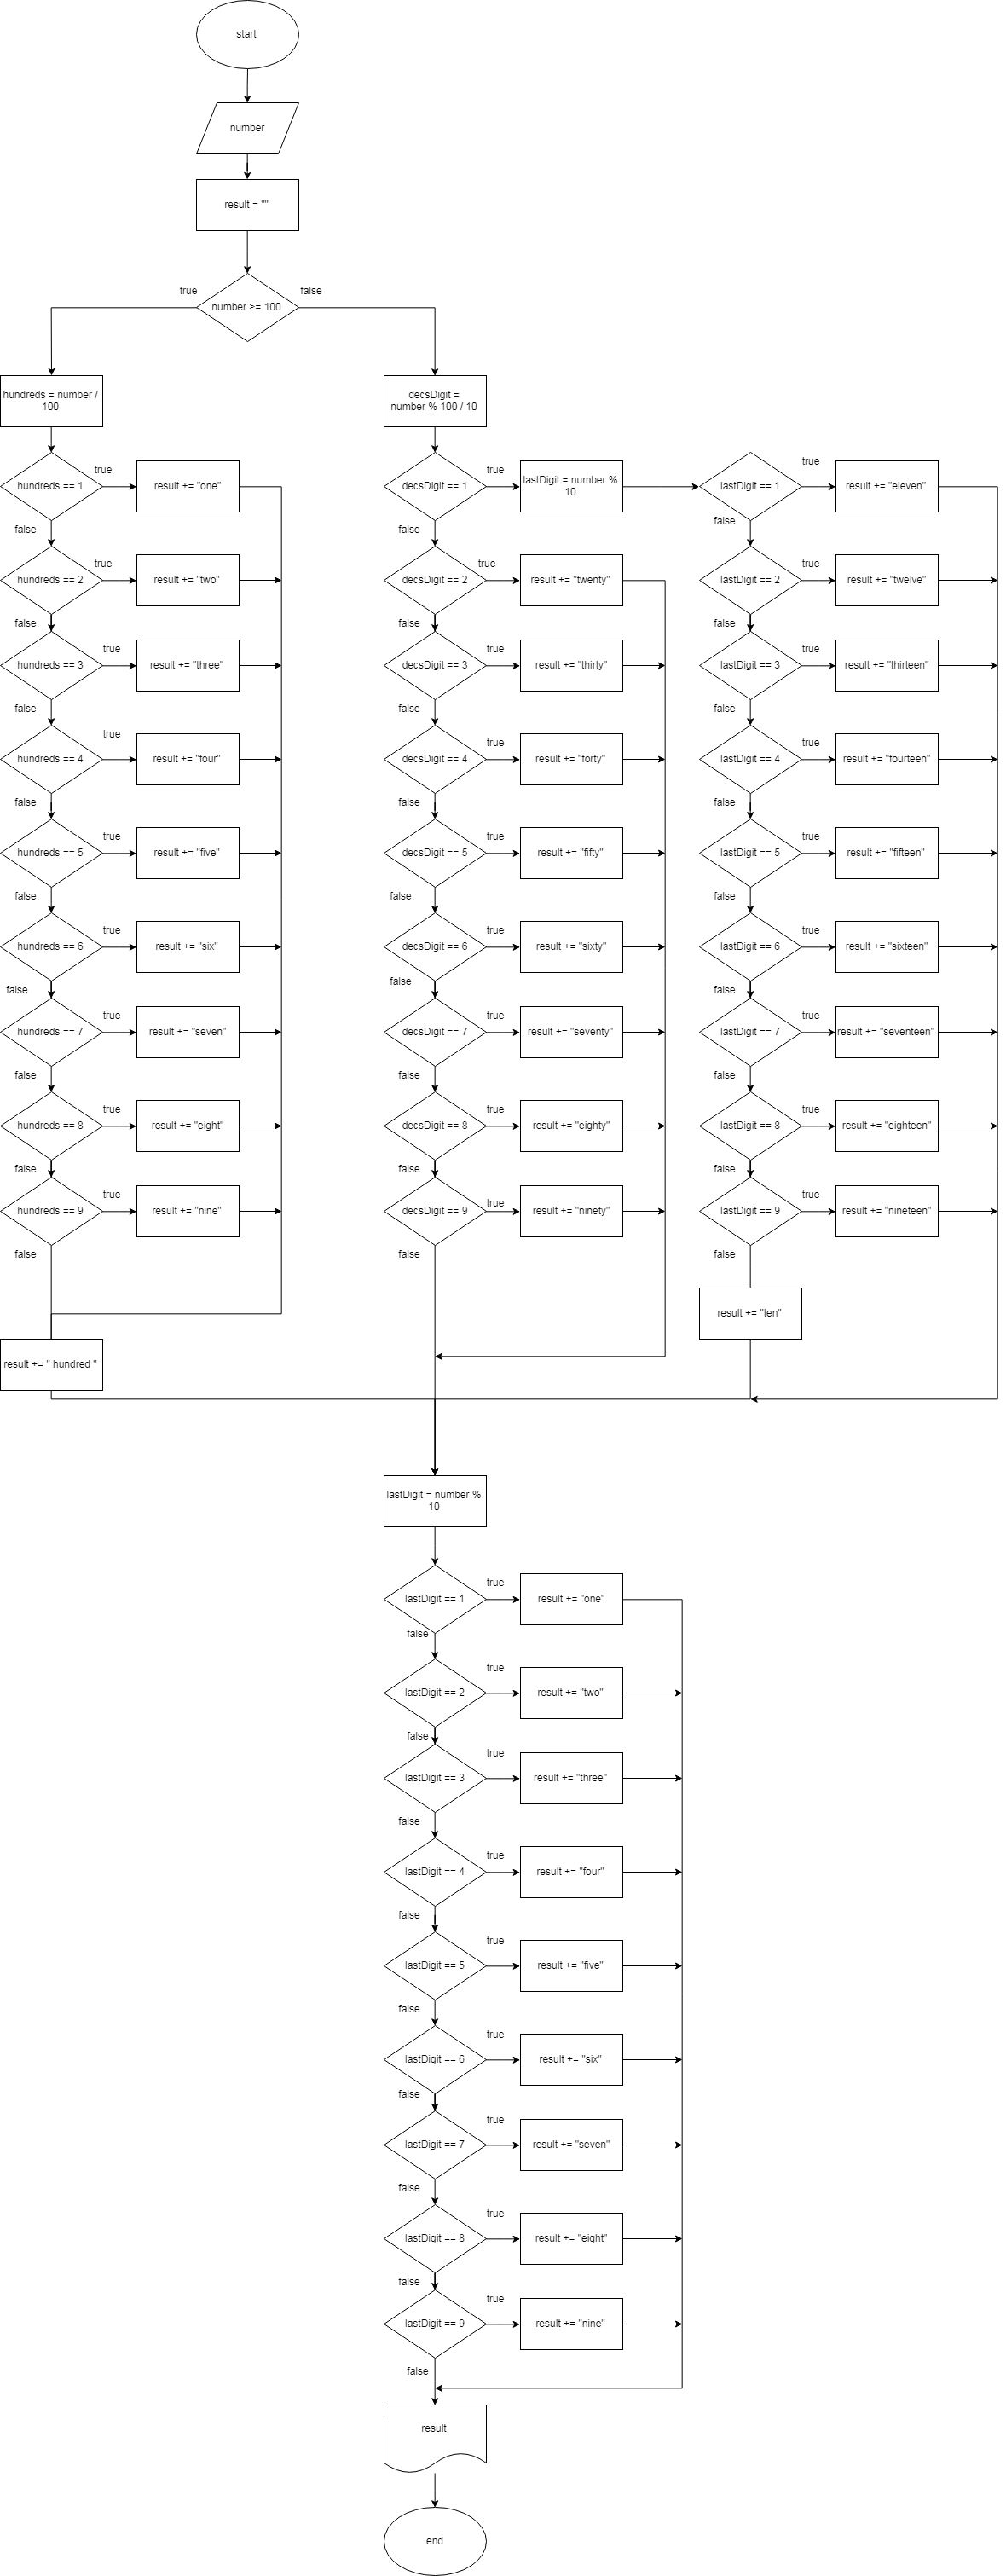 start
number
result = ""
true
false
number >= 100
hundreds = number /
100
decsDigit =
number % 100 / 10
hundreds == 1
true
result += "one"
false
hundreds == 2
true
result += "two"
false
hundreds == 3
true
result += "three"
false
hundreds == 4
true
result += "four"
false
hundreds == 5
true
result += "five"
false
hundreds == 6
true
result += "six"
false
hundreds == 7
true
result += "seven"
false
hundreds == 8
true
result += "eight"
false
hundreds == 9
true
result += "nine"
false
result += " hundred "
decsDigit == 1
true
lastDigit = number %
10
false
decsDigit == 2
true
result += "twenty"
false
decsDigit == 3
true
result += "thirty"
false
decsDigit == 4
true
result += "forty"
false
decsDigit == 5
true
result += "fifty"
false
decsDigit == 6
true
result += "sixty"
false
decsDigit == 7
true
result += "seventy"
false
decsDigit == 8
true
result += "eighty"
false
decsDigit == 9
true
result += "ninety"
false
lastDigit == 1
true
result += "eleven"
false
lastDigit == 2
true
result += "twelve"
false
lastDigit == 3
true
result += "thirteen"
false
lastDigit == 4
true
result += "fourteen"
false
lastDigit == 5
true
result += "fifteen"
false
lastDigit == 6
true
result += "sixteen"
false
lastDigit == 7
true
result += "seventeen"
false
lastDigit == 8
true
result += "eighteen"
false
lastDigit == 9
true
result += "nineteen"
false
result += "ten"
lastDigit = number %
10
lastDigit == 1
true
result += "one"
false
lastDigit == 2
true
result += "two"
false
lastDigit == 3
true
result += "three"
false
lastDigit == 4
true
result += "four"
false
lastDigit == 5
true
result += "five"
false
lastDigit == 6
true
result += "six"
false
lastDigit == 7
true
result += "seven"
false
lastDigit == 8
true
result += "eight"
false
lastDigit == 9
true
result += "nine"
false
result
end